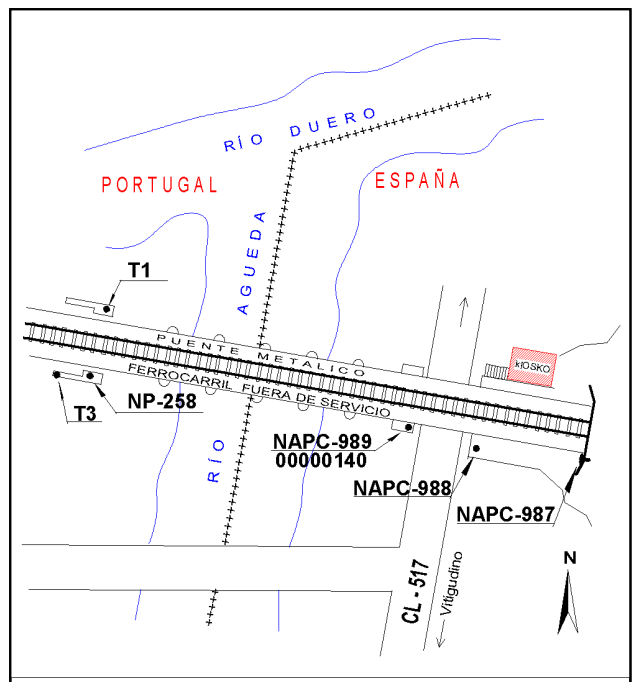 RÍO DUERO
PORTUGAL
ESPAÑA
AGUEDA
T1
PUENTE METALICO
kIOSKO
FERROCARRIL FUERA DE SERVICIO
NP-258
T3
NAPC-989
00000140
RÍO
NAPC-988
NAPC-987
CL - 517
Vitigudino
N